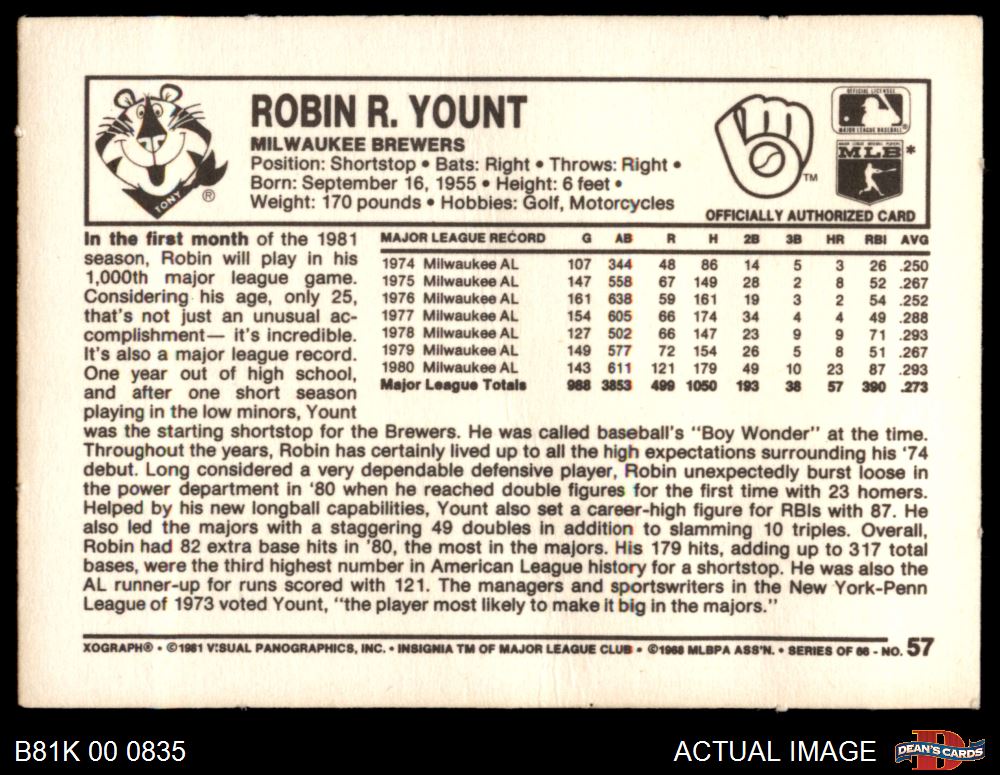 TONY ®
ROBIN R. YOUNT
MILWAUKEE BREWERS
Position: Shortstop • Bats: Right • Throws: Right •
Born: September 16, 1955 • Height: 6 feet •
Weight: 170 pounds • Hobbies: Golf, Motorcycles
TM
OFFICIAL LICENSEE
MAJOR LEAGUE BASEBALL®
MLB *
OFFICIALLY AUTHORIZED CARD
MAJOR LEAGUE RECORD G AB R H 2B 3B HR RBI AVG
1974 Milwaukee AL 107 344 48 86 14 5 3 26 .250
1975 Milwaukee AL 147 558 67 149 28 2 8 52 .267
1976 Milwaukee AL 161 638 59 161 19 3 2 54 .252
1977 Milwaukee AL 154 605 66 174 34 4 4 49 .288
1978 Milwaukee AL 127 502 66 147 23 9 9 71 .293
1979 Milwaukee AL 149 577 72 154 26 5 8 51 .267
1980 Milwaukee AL 143 611 121 179 49 10 23 87 .293
Major League Totals 988 3853 499 1050 193 38 57 390 .273
In the first month of the 1981
season, Robin will play in his
1,000th major league game.
Considering his age, only 25,
that's not just an unusual ac-
complishment— it's incredible.
It's also a major league record.
One year out of high school,
and after one short season
playing in the low minors, Yount
was the starting shortstop for the Brewers. He was called baseball's "Boy Wonder" at the time.
Throughout the years, Robin has certainly lived up to all the high expectations surrounding his '74
debut. Long considered a very dependable defensive player, Robin unexpectedly burst loose in
the power department in '80 when he reached double figures for the first time with 23 homers.
Helped by his new longball capabilities, Yount also set a career-high figure for RBIs with 87. He
also led the majors with a staggering 49 doubles in addition to slamming 10 triples. Overall,
Robin had 82 extra base hits in '80, the most in the majors. His 179 hits, adding up to 317 total
bases, were the third highest number in American League history for a shortstop. He was also the
AL runner-up for runs scored with 121. The managers and sportswriters in the New York-Penn
League of 1973 voted Yount, "the player most likely to make it big in the majors."
XOGRAPH® • ©1981 VISUAL PANOGRAPHICS, INC. • INSIGNIA TM OF MAJOR LEAGUE CLUB • ©1968 MLBPA ASS'N. • SERIES OF 66 - NO. 57
B81K 00 0835
ACTUAL IMAGE
DEAN'S CARDS